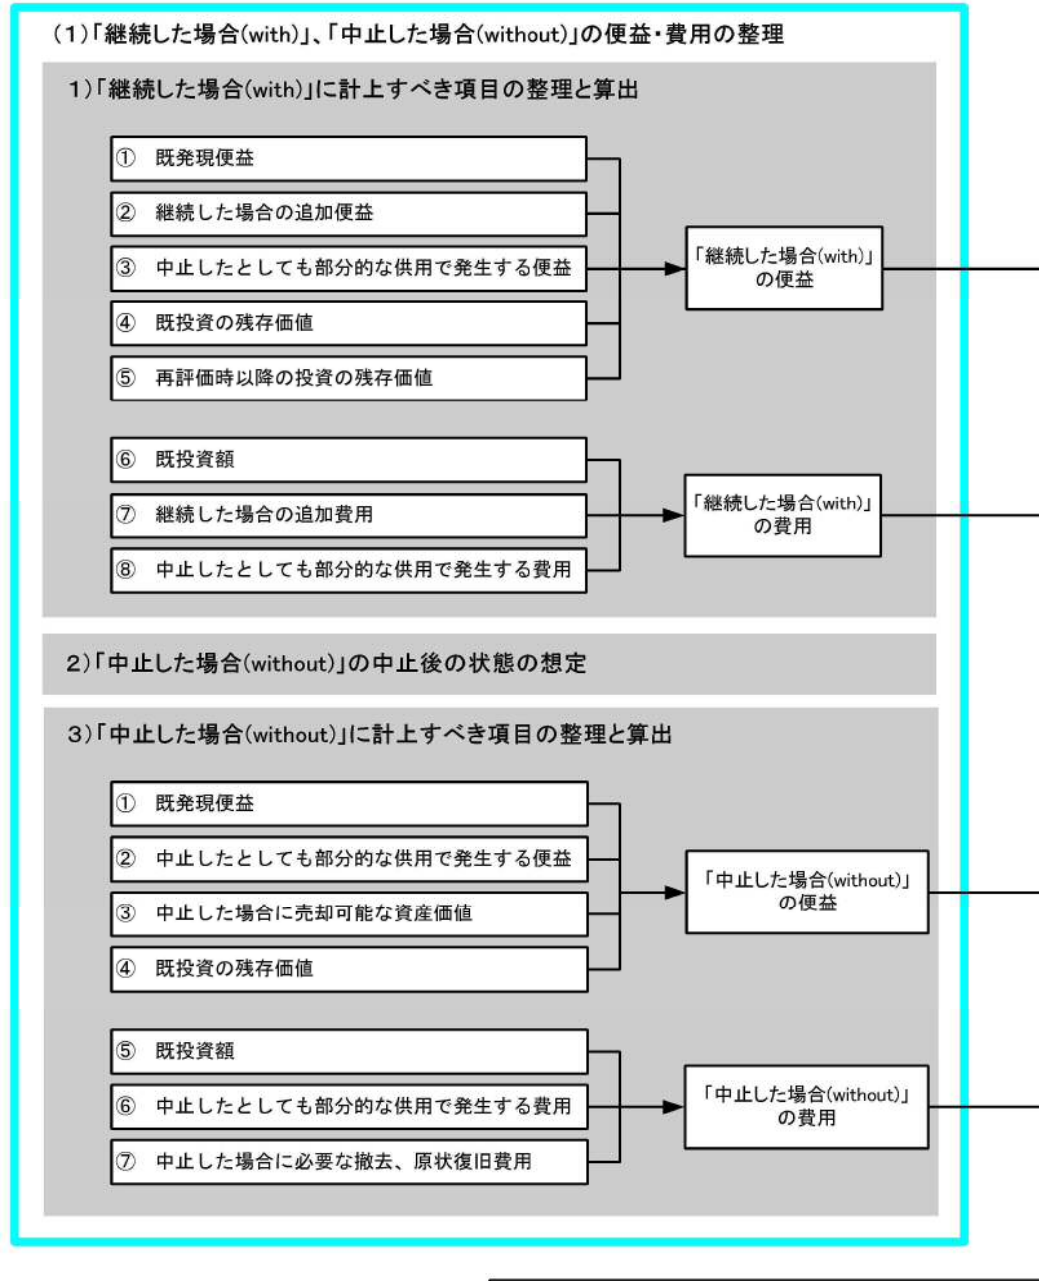 （１）「継続した場合(with)」、「中止した場合(without)」の便益・費用の整理
１）「継続した場合(with)」に計上すべき項目の整理と算出
① 既発現便益
② 継続した場合の追加便益
③ 中止したとしても部分的な供用で発生する便益
④ 既投資の残存価値
⑤ 再評価時以降の投資の残存価値
「継続した場合(with)」
の便益
⑥ 既投資額
⑦ 継続した場合の追加費用
⑧ 中止したとしても部分的な供用で発生する費用
「継続した場合(with)」
の費用
２）「中止した場合(without)」の中止後の状態の想定
３）「中止した場合(without)」に計上すべき項目の整理と算出
① 既発現便益
② 中止したとしても部分的な供用で発生する便益
③ 中止した場合に売却可能な資産価値
④ 既投資の残存価値
「中止した場合(without)」
の便益
⑤ 既投資額
⑥ 中止したとしても部分的な供用で発生する費用
⑦ 中止した場合に必要な撤去、原状復旧費用
「中止した場合(without)」
の費用